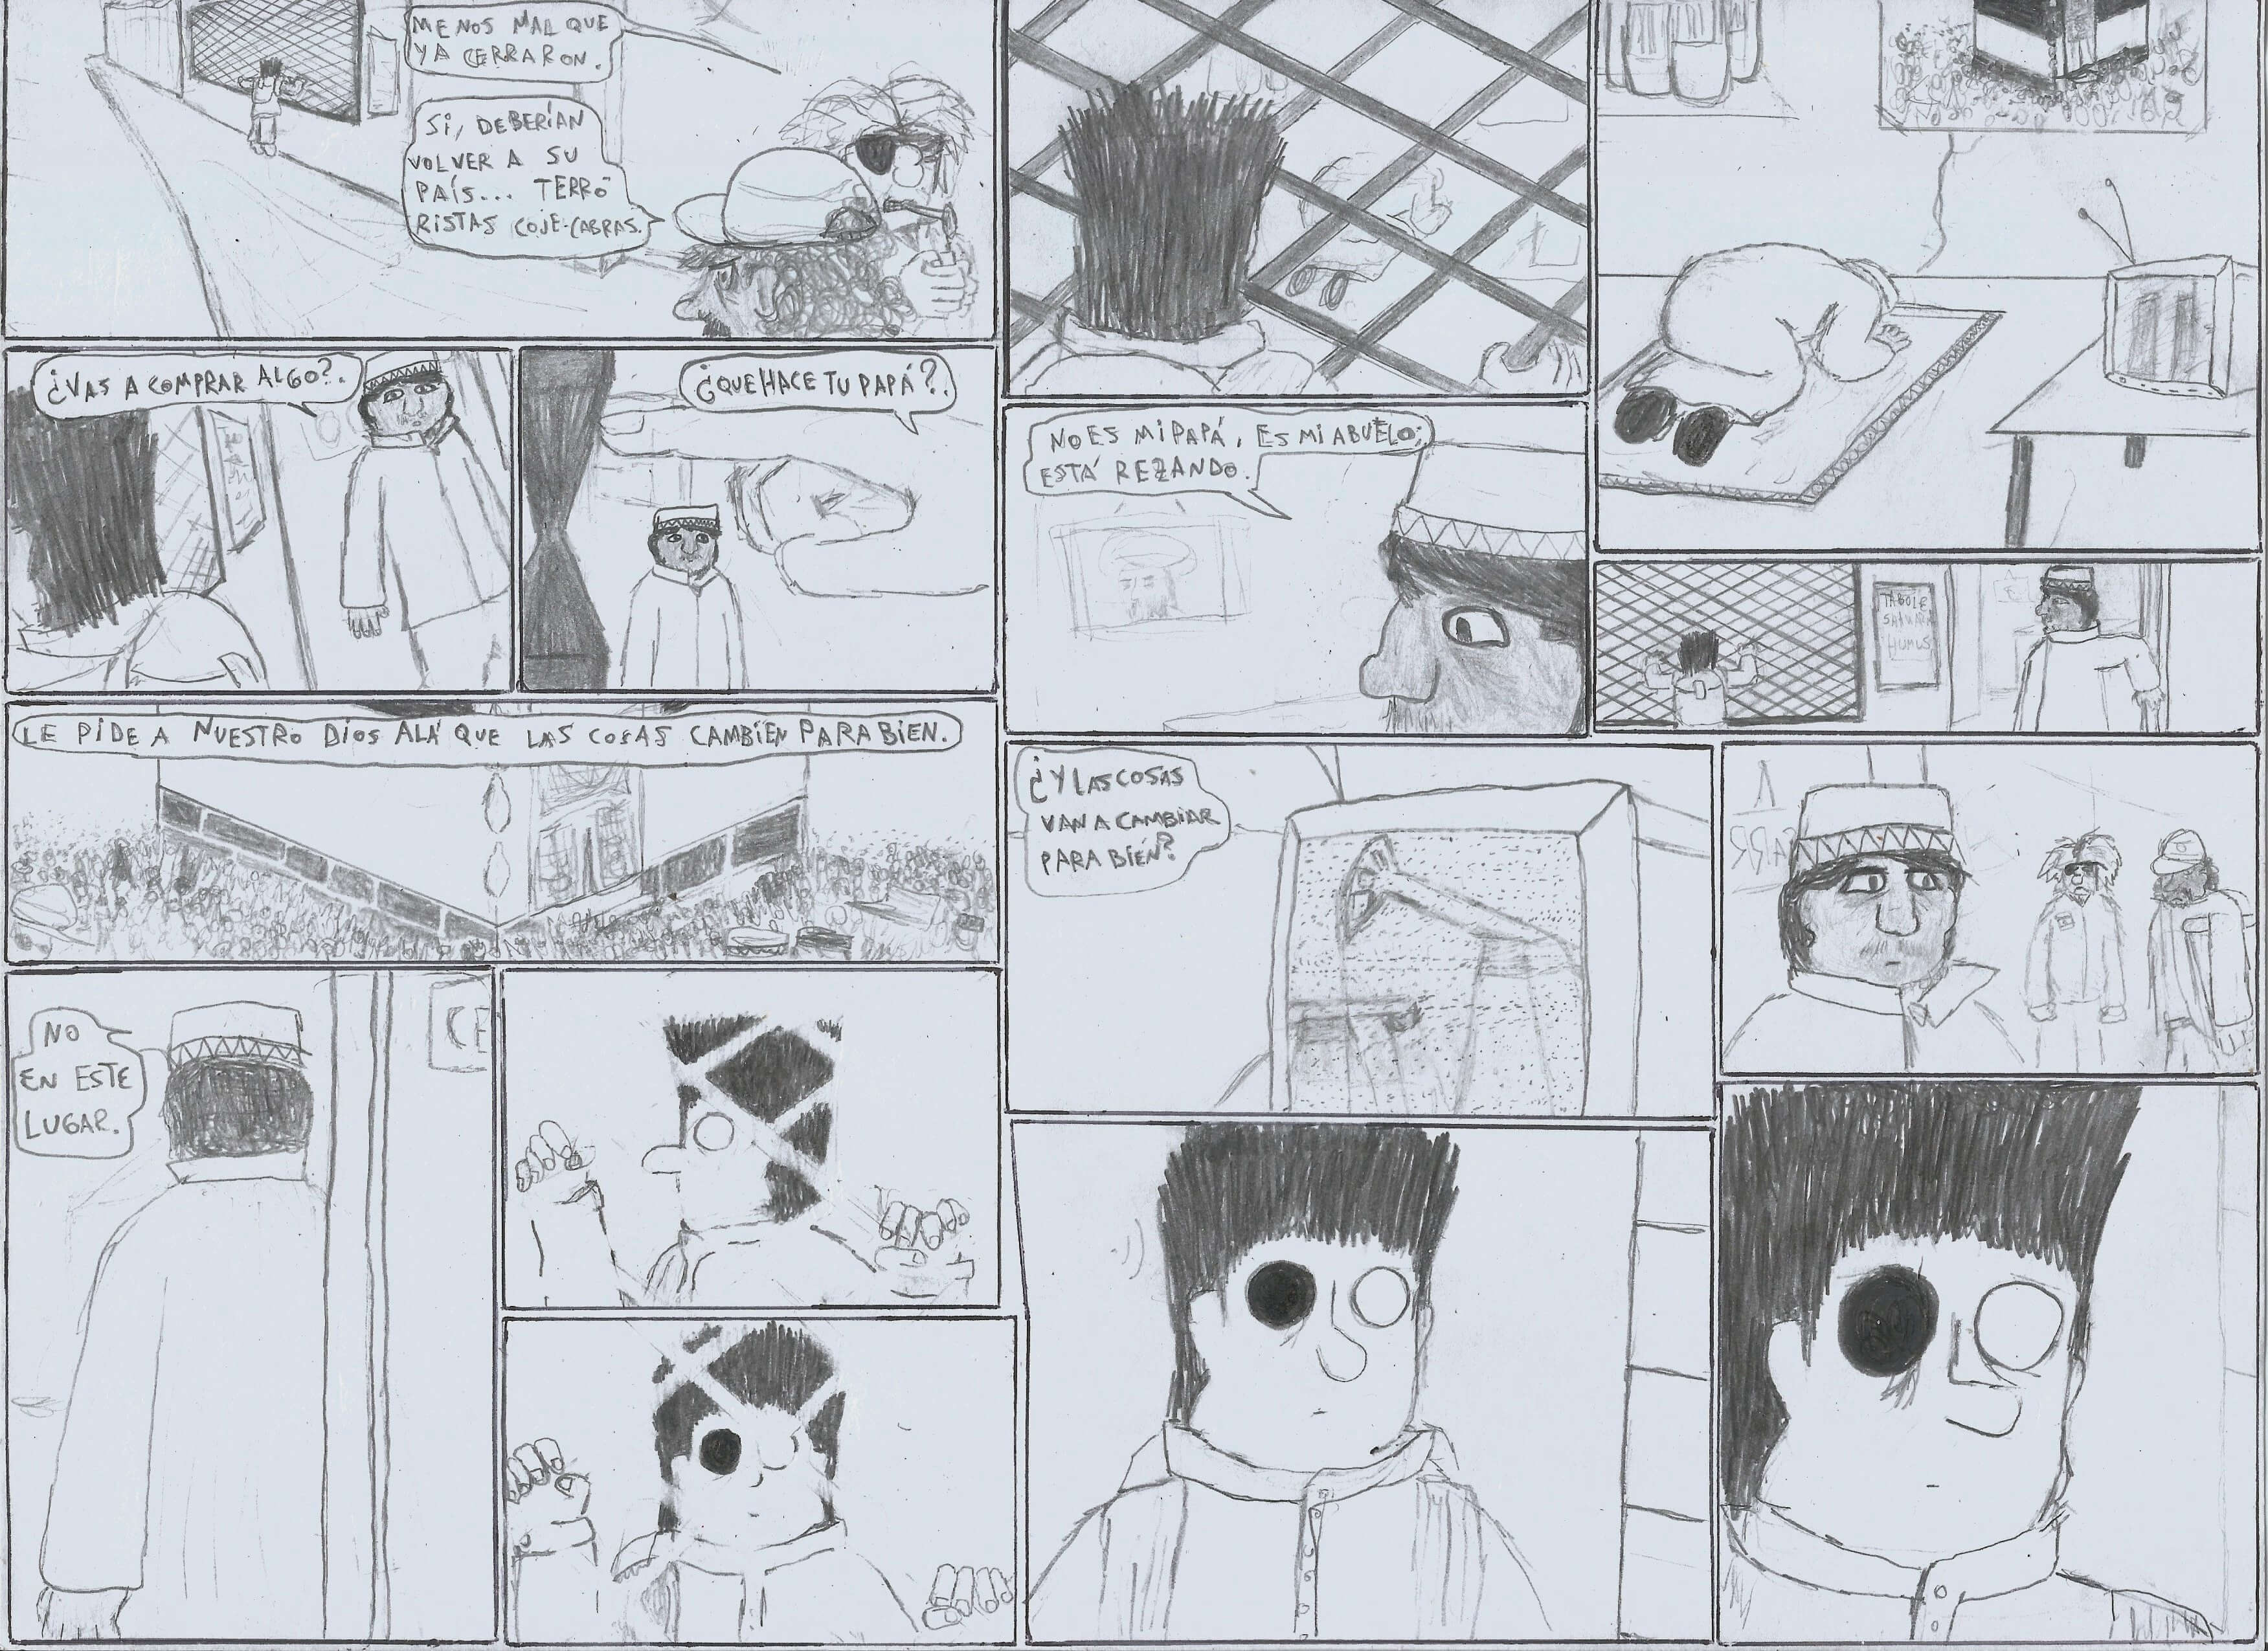 MENOS MAL QUE
YA CERRARON.
SI, DEBERÍAN
VOLVER A SU
PAÍS... TERRO
RISTAS COJE-CABRAS.
¿VAS A COMPRAR ALGO?.
¿QUE HACE TU PAPÁ?.
NO ES MI PAPÁ, ES MI ABUELO;
ESTÁ REZANDO.
TABOLE
HUMUS
LE PIDE A NUESTRO DIOS ALÁ QUE LAS COSAS CAMBIEN PARA BIEN.
¿Y LAS COSAS
VAN A CAMBIAR
PARA BIEN?
NO
EN ESTE
LUGAR.
CE